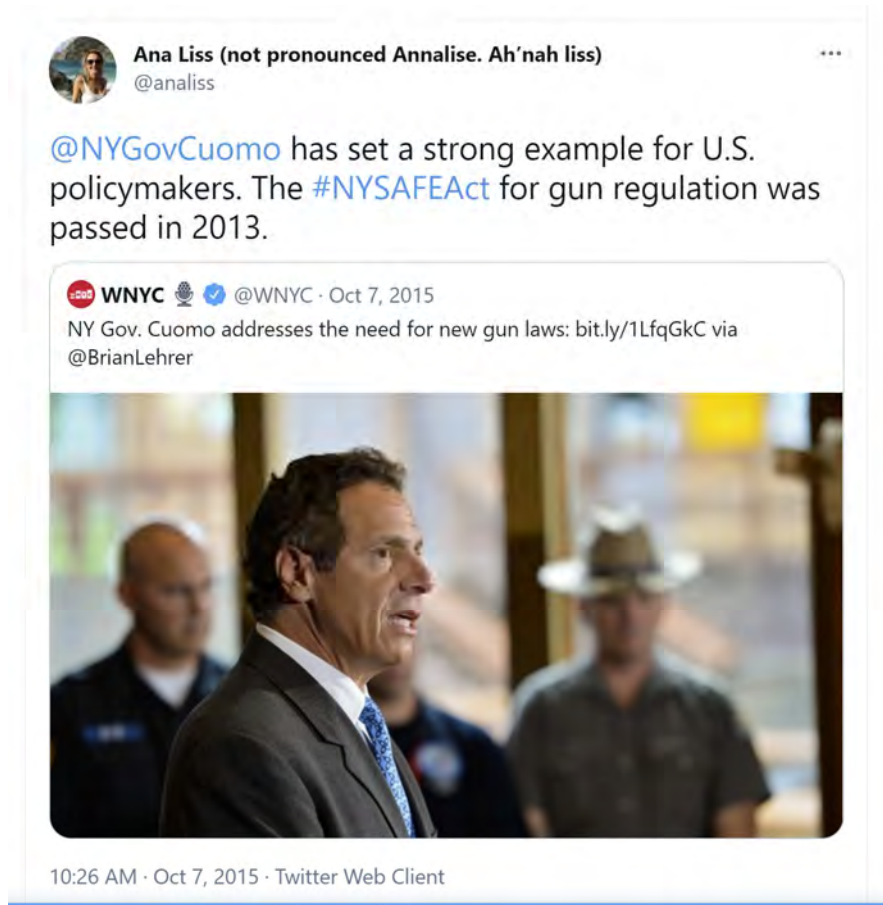 Ana Liss (not pronounced Annalise. Ah'nah liss)
@analiss
@NYGovCuomo has set a strong example for U.S.
policymakers. The #NYSAFEAct for gun regulation was
passed in 2013.
WNYC @WNYC · Oct 7, 2015
NY Gov. Cuomo addresses the need for new gun laws: bit.ly/1LfqGkC via
@BrianLehrer
10:26 AM · Oct 7, 2015 · Twitter Web Client